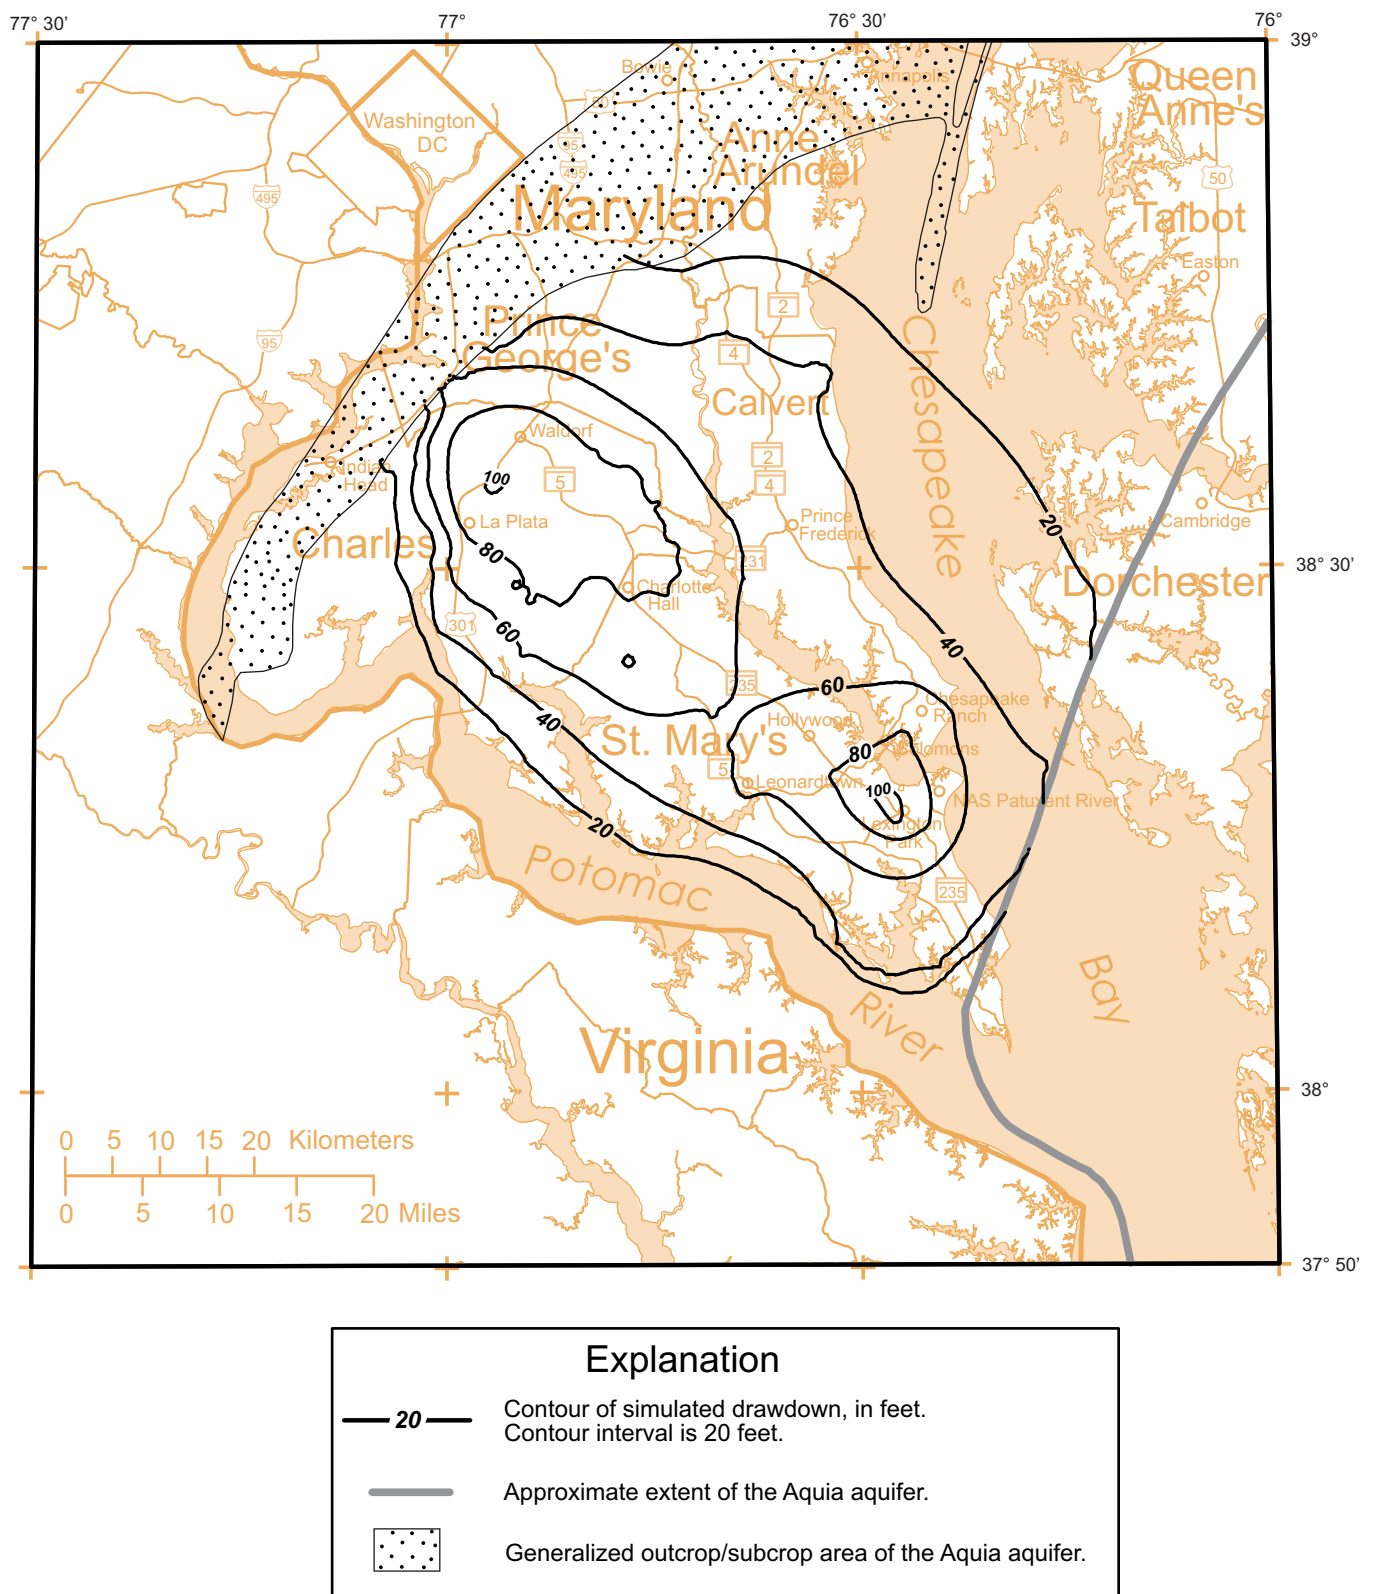 77° 30'
77°
76° 30'
76°
39°
Bowie
Annapolis
Queen
Anne's
50
Washington
DC
95
Anne
Arundel
495
495
50
Maryland
Talbot
Easton
2
95
Prince
George's
4
Chesapeake
Calvert
Waldorf
2
4
Indian
Head
100
5
La Plata
Prince
Frederick
20
Cambridge
Charles
80
231
38° 30'
Charlotte
Hall
Dorchester
301
60
40
235
60
Chesapeake
Ranch
Hollywood
40
St. Mary's
80
Solomons
5
Leonardtown
100
NAS Patuxent River
20
Lexington
Park
Potomac
235
Bay
River
Virginia
38°
0 5 10 15 20 Kilometers
0 5 10 15 20 Miles
37° 50'
Explanation
20
Contour of simulated drawdown, in feet.
Contour interval is 20 feet.
Approximate extent of the Aquia aquifer.
Generalized outcrop/subcrop area of the Aquia aquifer.